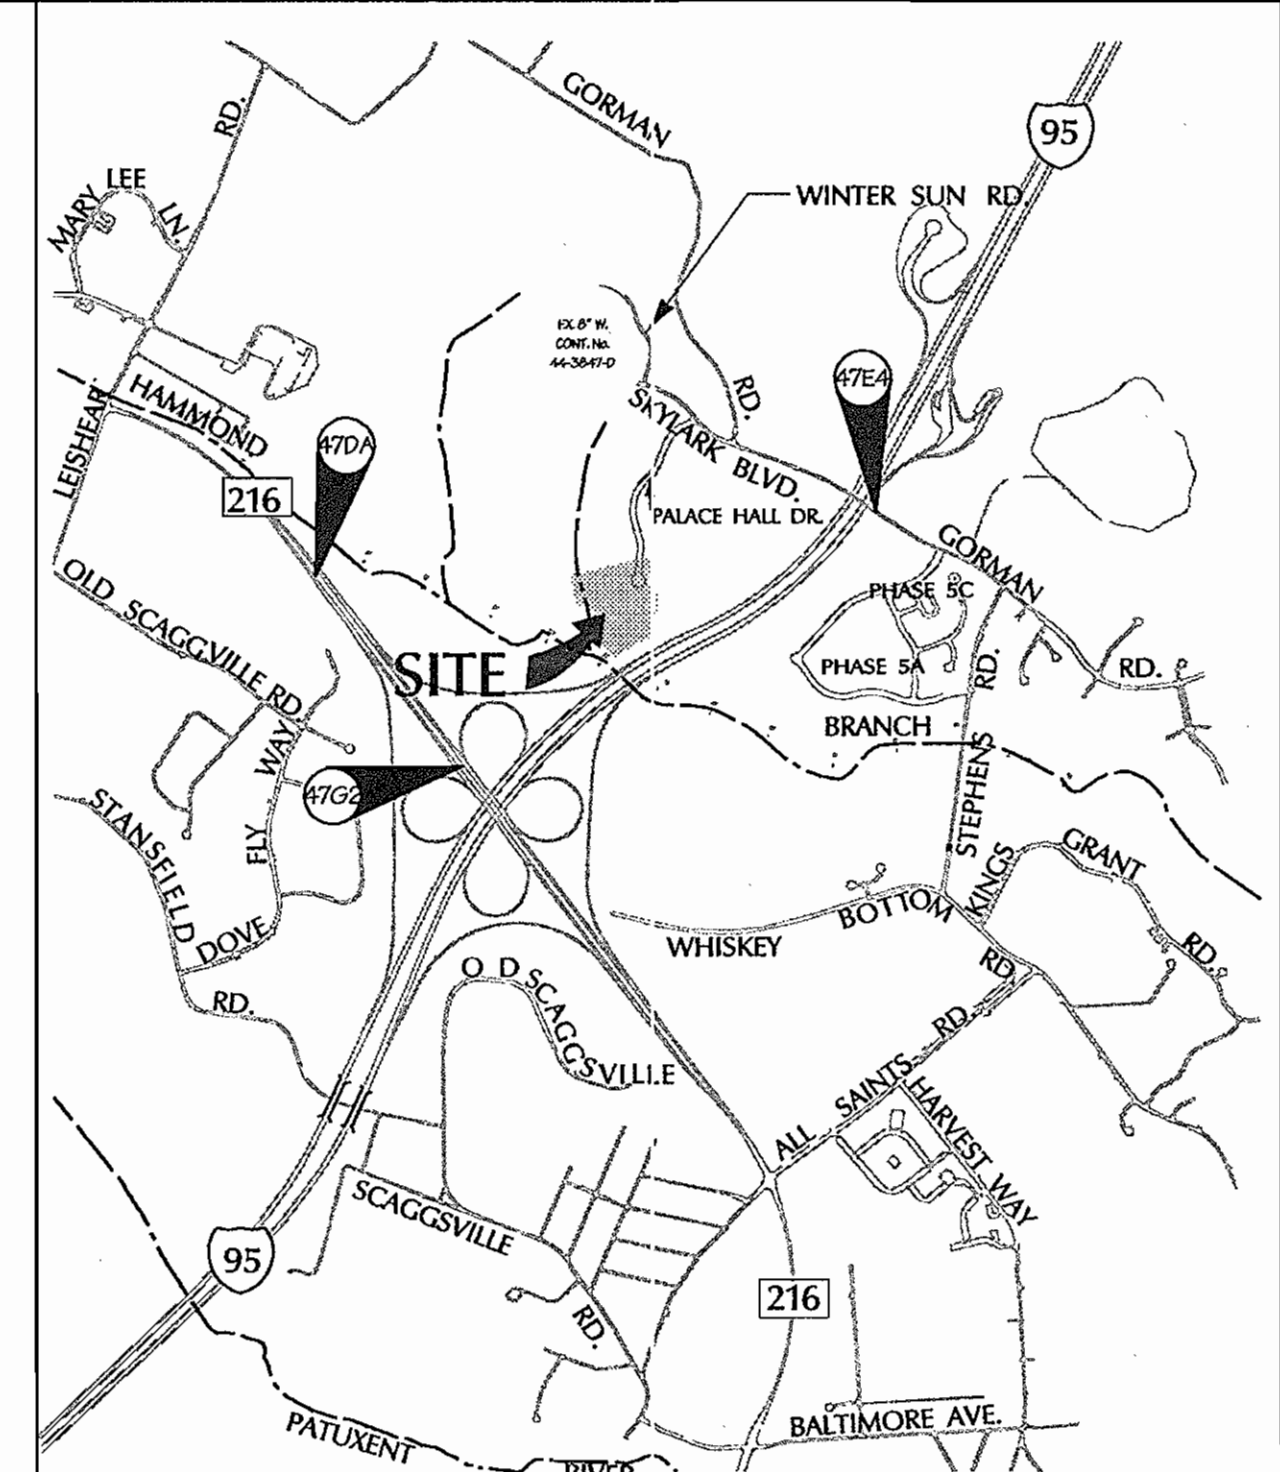 GORMAN
RD.
95
LEE
MARY
LN.
WINTER SUN RD.
EX. 8" W.
CONT. No.
44-3847-D
47E4
HAMMOND
RD.
SKYLARK BLVD.
LEISHEAR
47DA
216
PALACE HALL DR.
GORMAN
OLD SCAGGVILLE RD.
PHASE 5C
SITE
PHASE 5A
RD.
RD.
BRANCH
WAY
47G2
STEPHENS
STANSFIELD
FLY
KINGS
GRANT
BOTTOM
DOVE
WHISKEY
RD.
RD.
RD.
O D SCAGGSVILLE
RD.
SAINTS
HARVEST WAY
ALL
SCAGGSVILLE
95
216
RD.
BALTIMORE AVE.
PATUXENT
RIVER